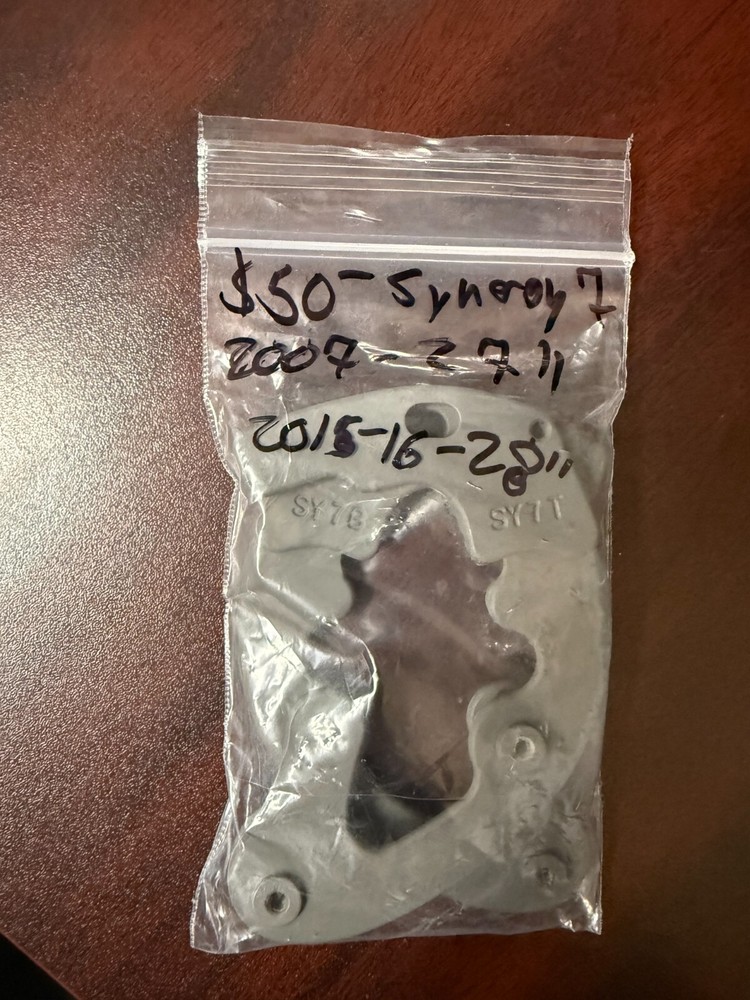 $50 - Synergy 7
2007 - 27"
2015-16-28"
SY7B SY7T